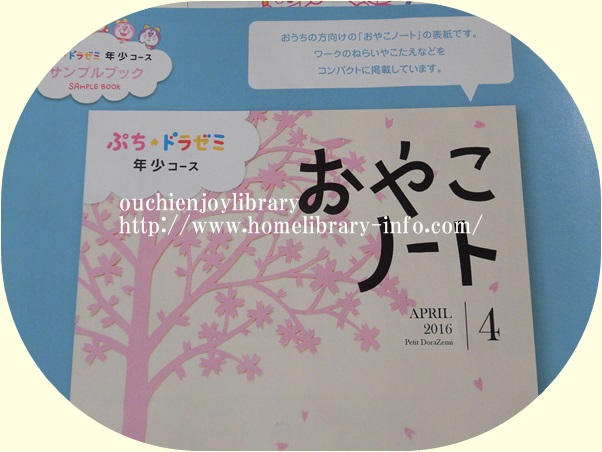 おうちの方向けの「おやこノート」の表紙です。
ワークのねらいやこたえなどを
コンパクトに掲載しています。
ドラゼミ 年少コース
サンプルブック
SAMPLE BOOK
ぷち ドラゼミ
年少コース
おやこ
ノート
ouchienjoylibrary
http://www.homelibrary-info.com/
APRIL
2016
Petit DoraZemi
4